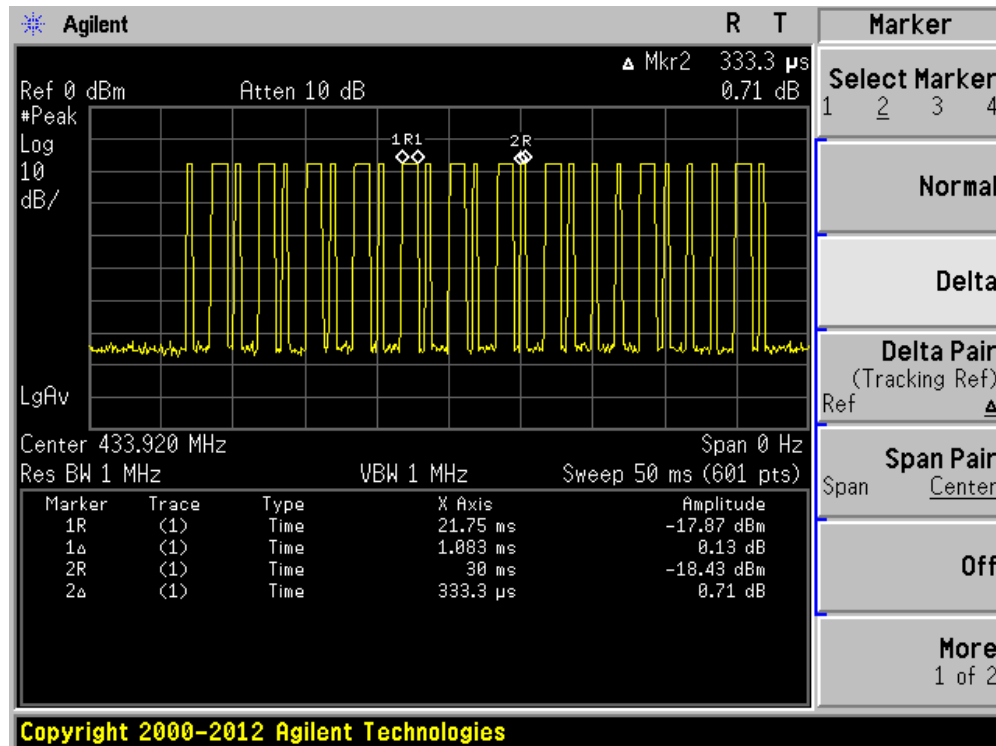 Agilent R T Marker
▵ Mkr2 333.3 µs
Ref 0 dBm Atten 10 dB 0.71 dB
#Peak
Log
10
dB/
1R1 2R
LgAv
Center 433.920 MHz Span 0 Hz
Res BW 1 MHz VBW 1 MHz Sweep 50 ms (601 pts)
Marker Trace Type X Axis Amplitude
1R (1) Time 21.75 ms -17.87 dBm
1▵ (1) Time 1.083 ms 0.13 dB
2R (1) Time 30 ms -18.43 dBm
2▵ (1) Time 333.3 µs 0.71 dB
Select Marker
1 2 3 4
Normal
Delta
Delta Pair
(Tracking Ref)
Ref ▵
Span Pair
Span Center
Off
More
1 of 2
Copyright 2000-2012 Agilent Technologies